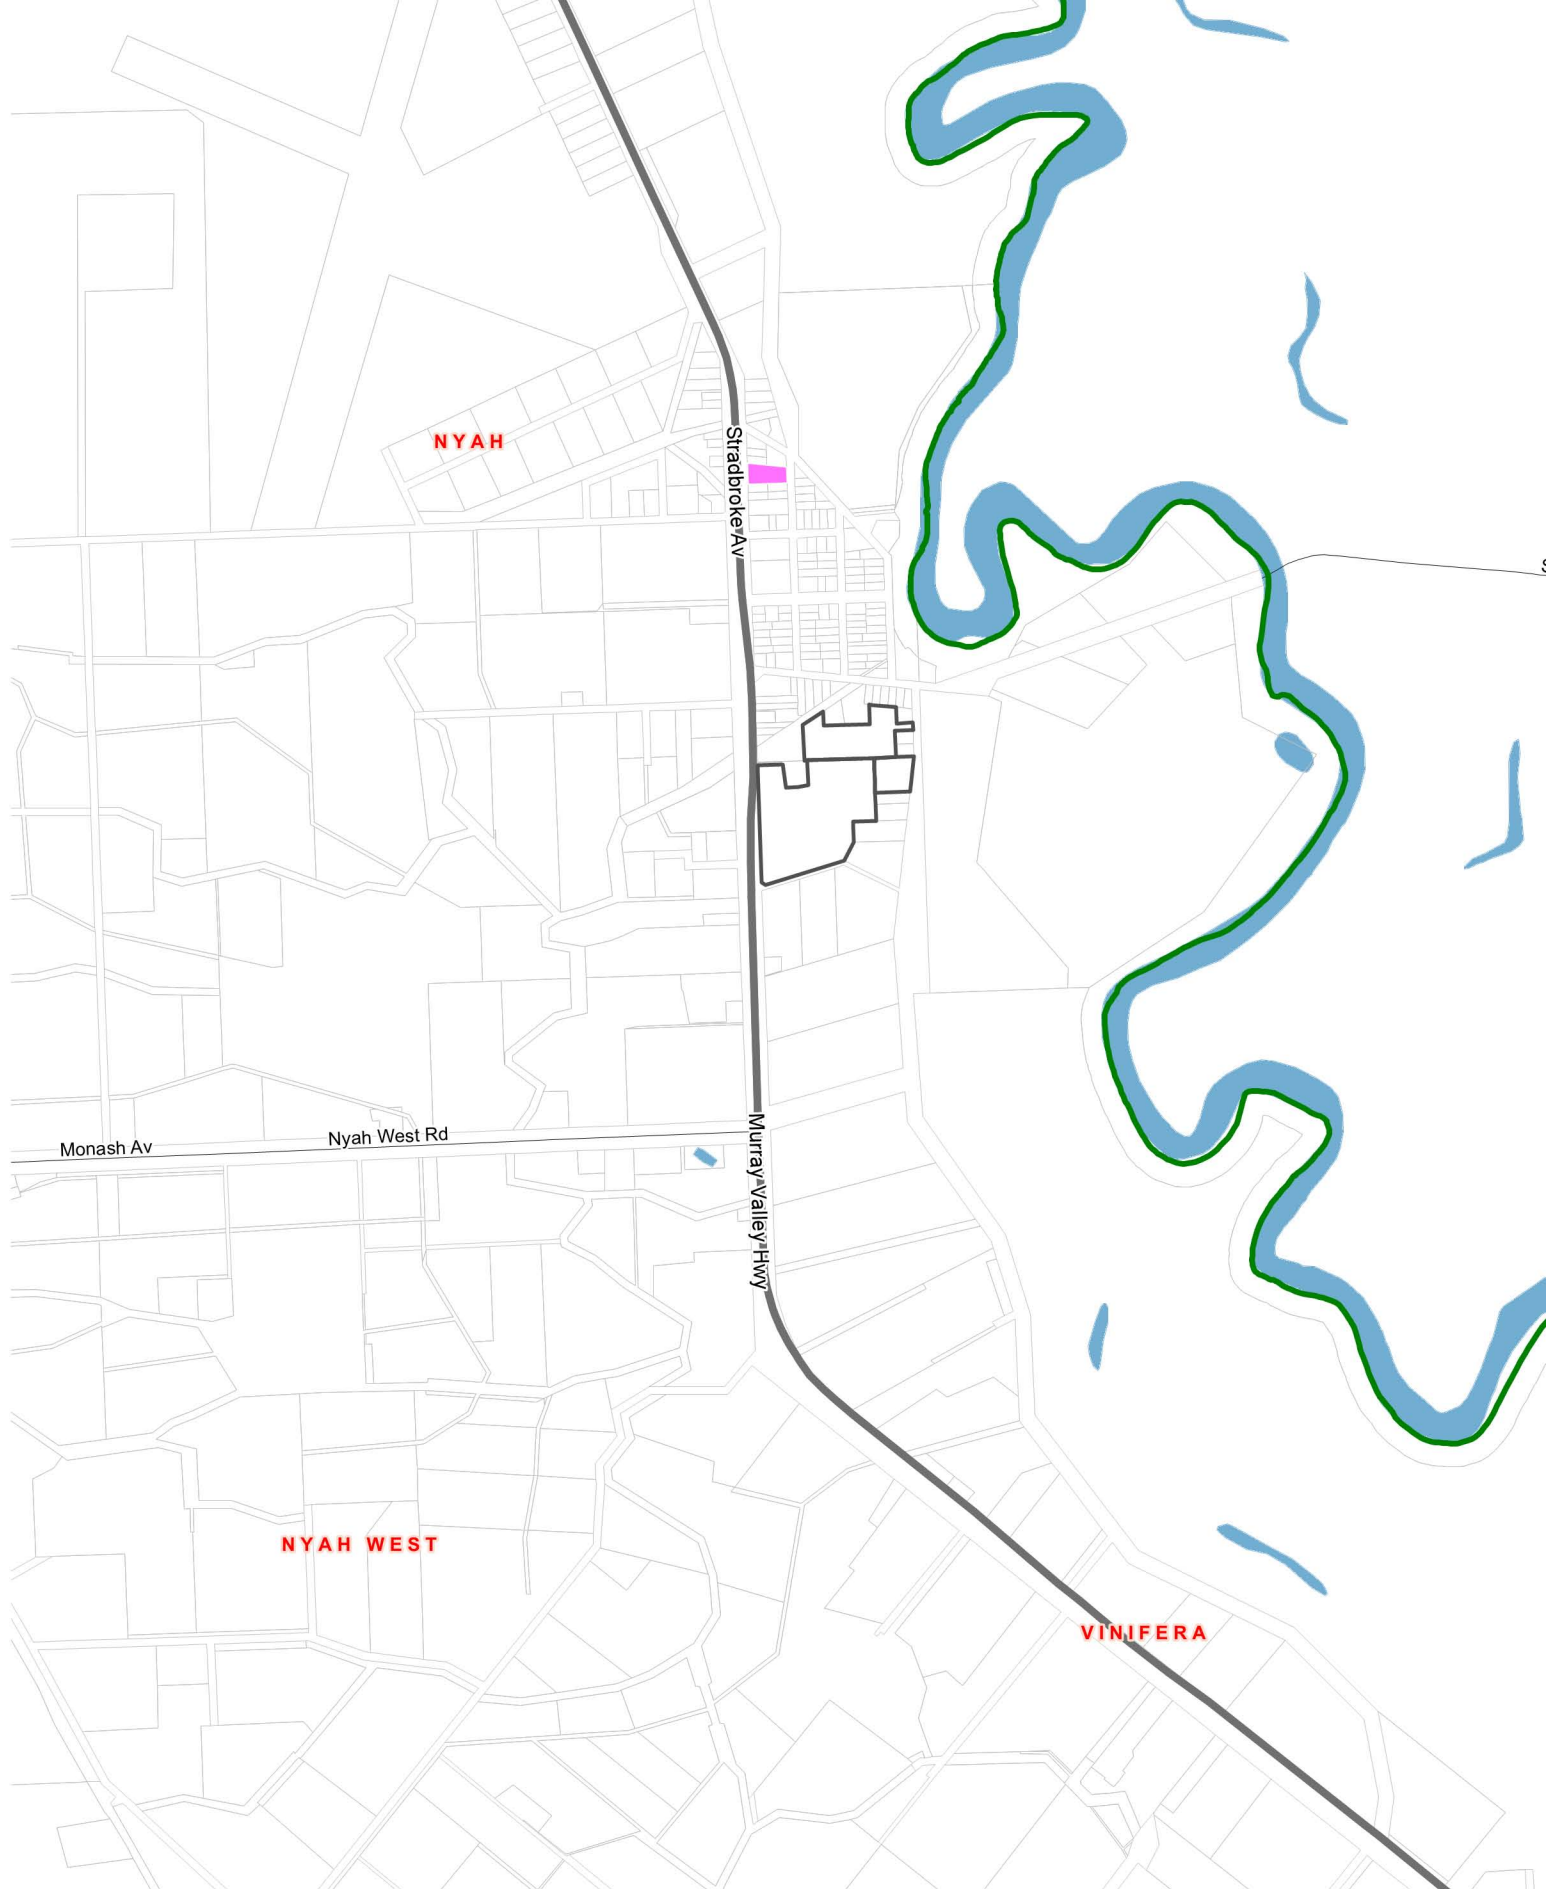 NYAH
Stradbroke Av
Monash Av
Nyah West Rd
Murray Valley Hwy
NYAH WEST
VINIFERA